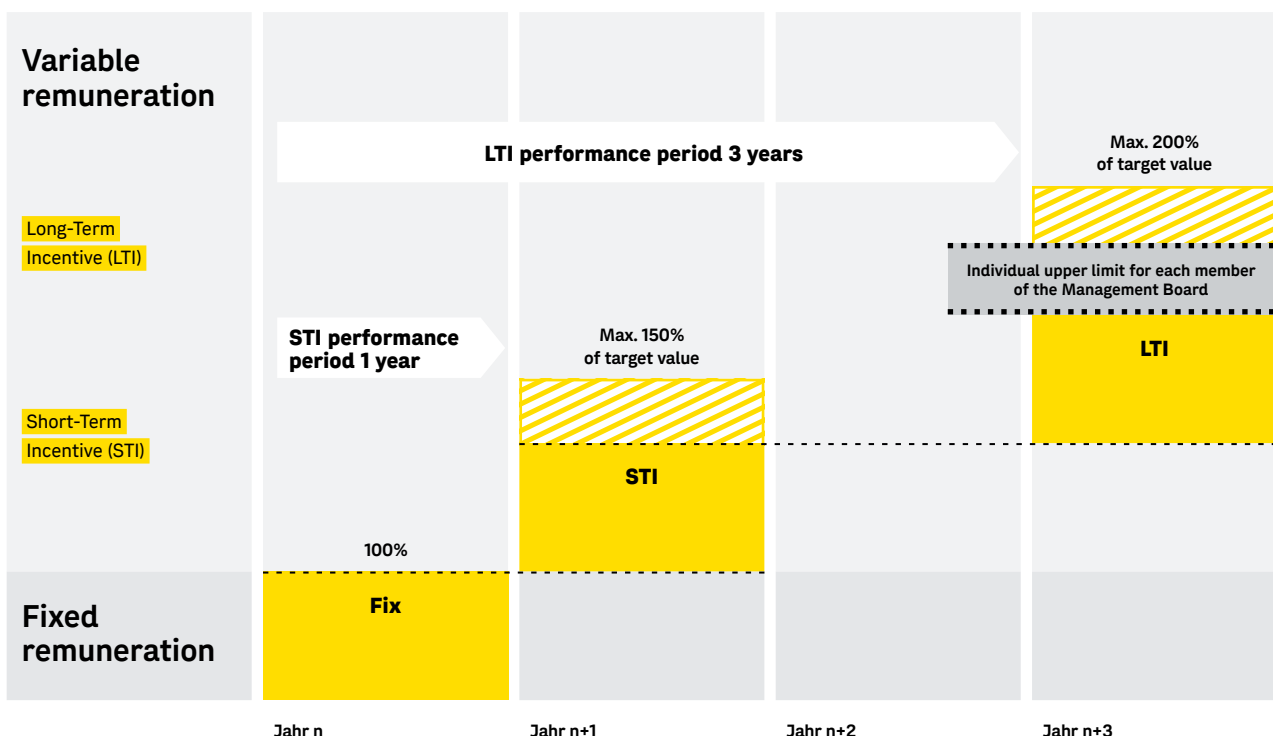 Variable
remuneration
LTI performance period 3 years
Max. 200%
of target value
Long-Term
Incentive (LTI)
Individual upper limit for each member
of the Management Board
STI performance
period 1 year
Max. 150%
of target value
LTI
Short-Term
Incentive (STI)
STI
100%
Fix
Fixed
remuneration
Jahr n
Jahr n+1
Jahr n+2
Jahr n+3